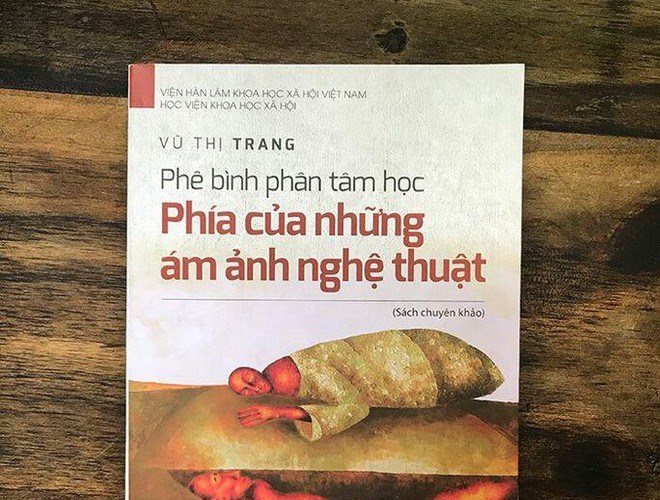 VIỆN HÀN LÂM KHOA HỌC XÃ HỘI VIỆT NAM
HỌC VIỆN KHOA HỌC XÃ HỘI
VŨ THỊ TRANG
Phê bình phân tâm học
Phía của những
ám ảnh nghệ thuật
(Sách chuyên khảo)